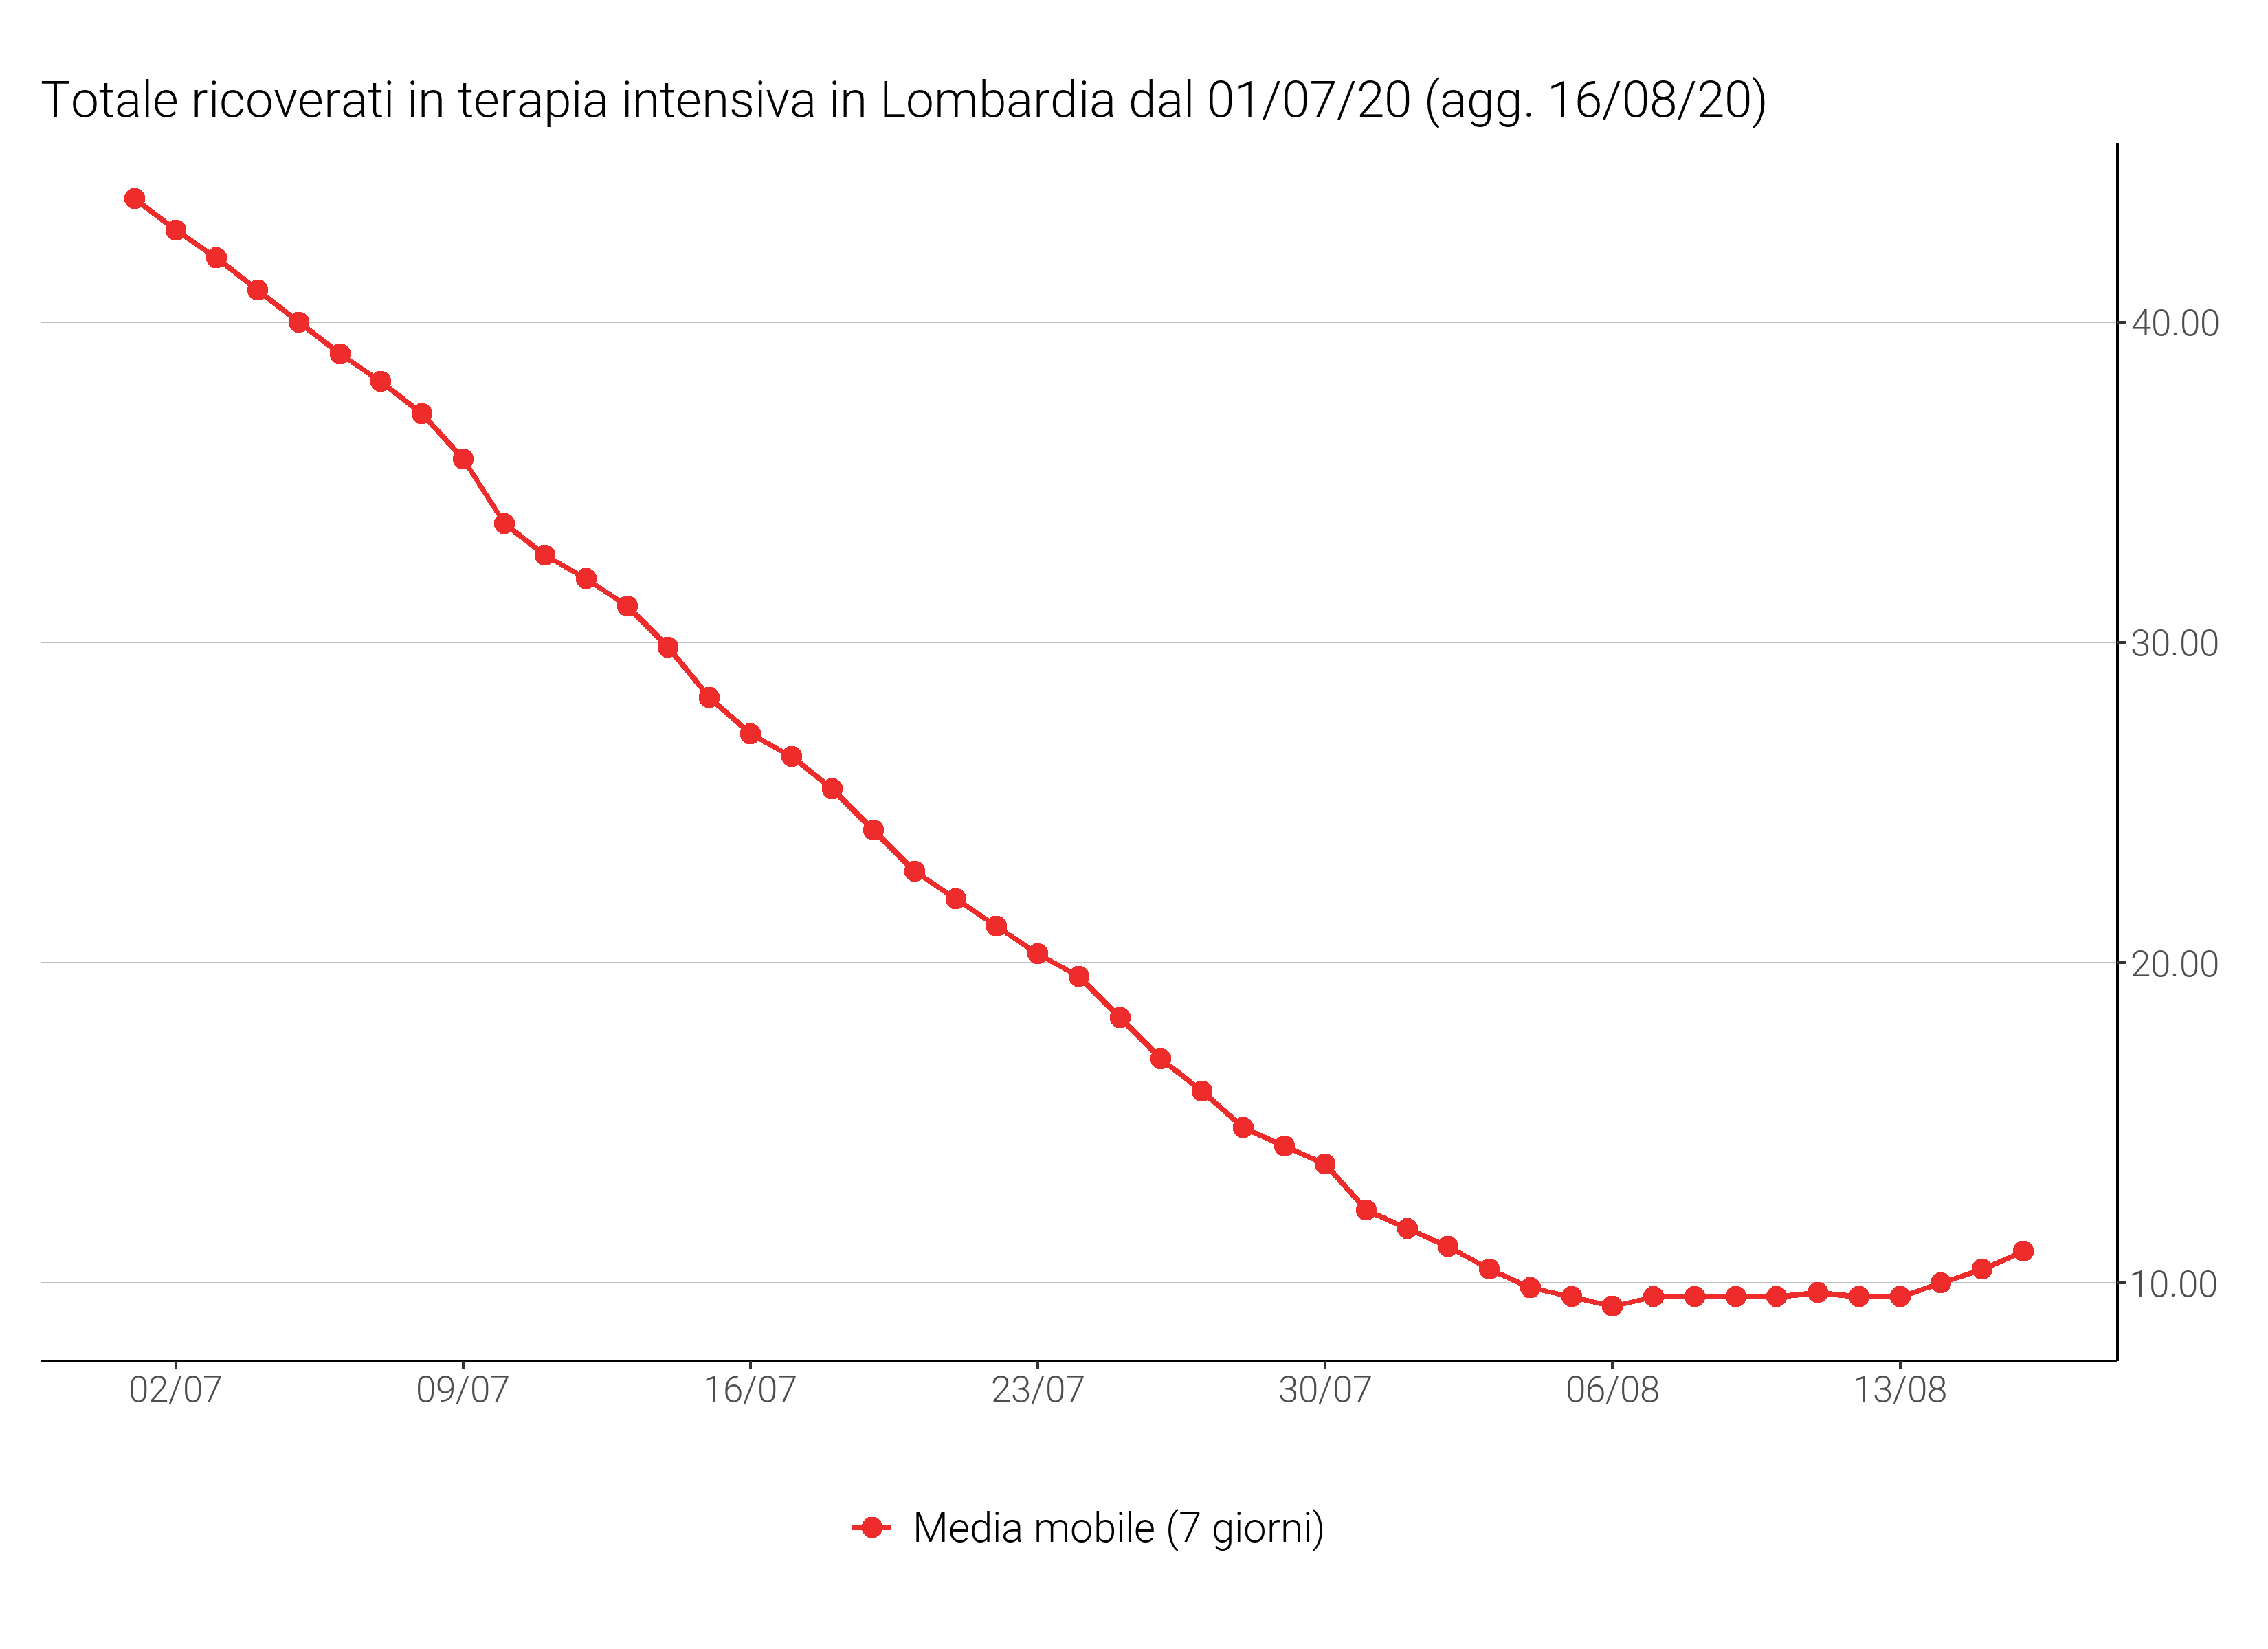 Totale ricoverati in terapia intensiva in Lombardia dal 01/07/20 (agg. 16/08/20)
40.00
30.00
20.00
10.00
02/07 09/07 16/07 23/07 30/07 06/08 13/08
Media mobile (7 giorni)